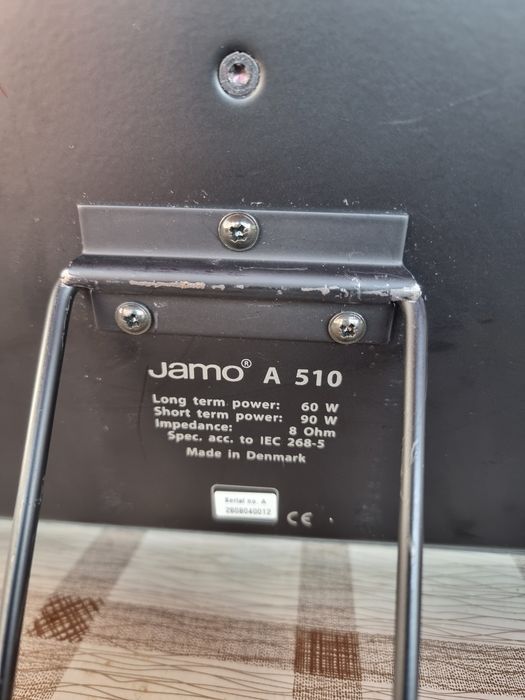 Jamo® A 510
Long term power: 60 W
Short term power: 90 W
Impedance: 8 Ohm
Spec. acc. to IEC 268-5
Made in Denmark
Serial no. A
2808040012
CE